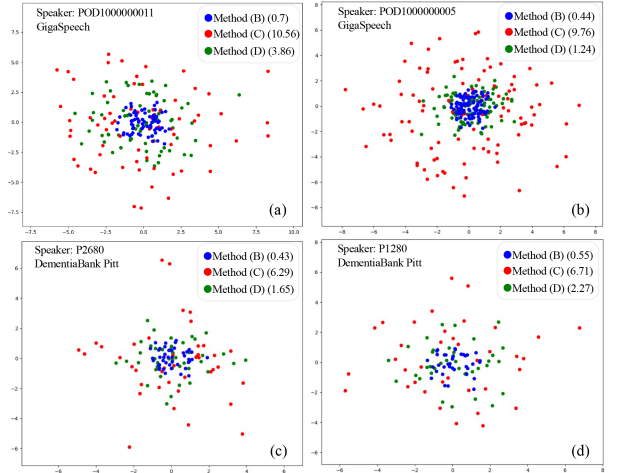 Speaker: POD1000000011
GigaSpeech
Method (B) (0.7)
Method (C) (10.56)
Method (D) (3.86)
7.5
5.0
2.5
0.0
−2.5
−5.0
−7.5
−7.5 −5.0 −2.5 0.0 2.5 5.0 7.5 10.0
(a)
Speaker: POD1000000005
GigaSpeech
Method (B) (0.44)
Method (C) (9.76)
Method (D) (1.24)
8
6
4
2
0
−2
−4
−6
−8
−8 −6 −4 −2 0 2 4 6 8
(b)
Speaker: P2680
DementiaBank Pitt
Method (B) (0.43)
Method (C) (6.29)
Method (D) (1.65)
6
4
2
0
−2
−4
−6
−6 −4 −2 0 2 4 6
(c)
Speaker: P1280
DementiaBank Pitt
Method (B) (0.55)
Method (C) (6.71)
Method (D) (2.27)
8
6
4
2
0
−2
−4
−6
−6 −4 −2 0 2 4 6 8
(d)